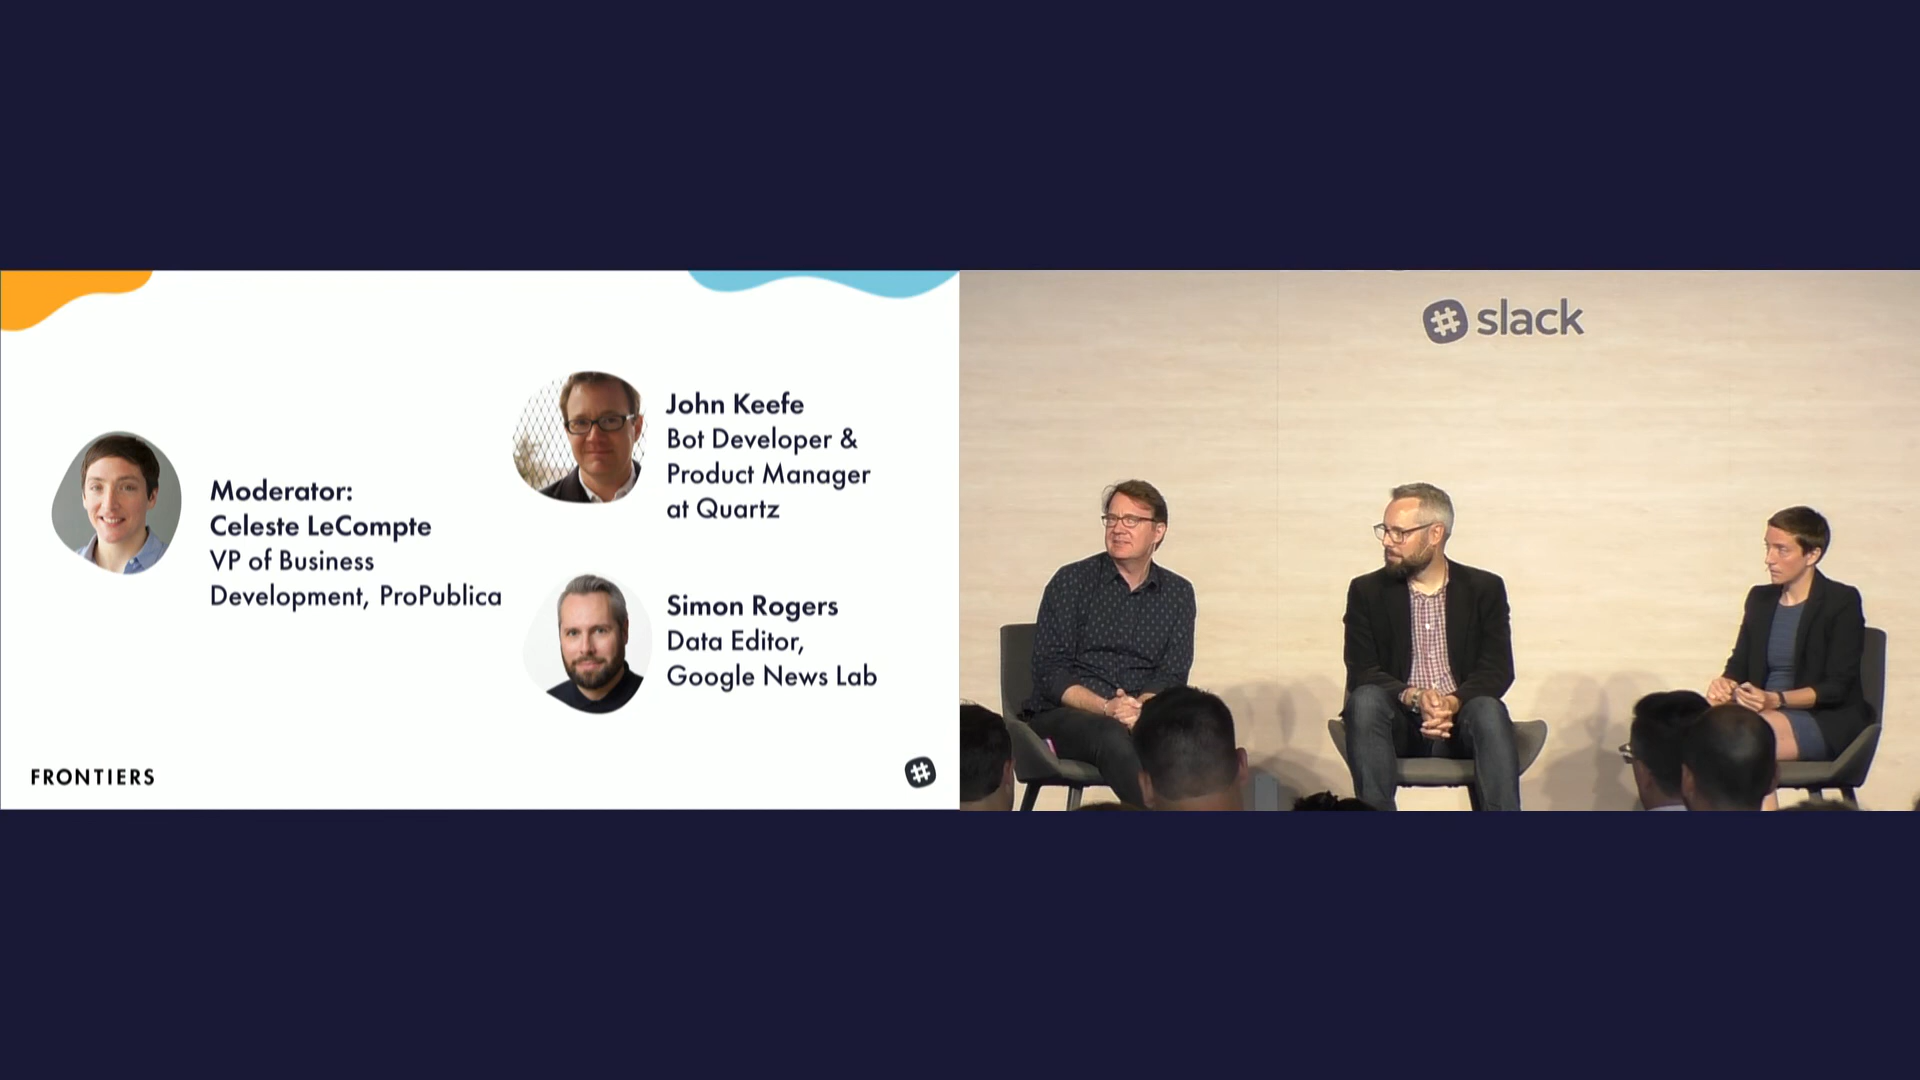 Moderator:
Celeste LeCompte
VP of Business
Development, ProPublica
John Keefe
Bot Developer &
Product Manager
at Quartz
Simon Rogers
Data Editor,
Google News Lab
FRONTIERS
slack